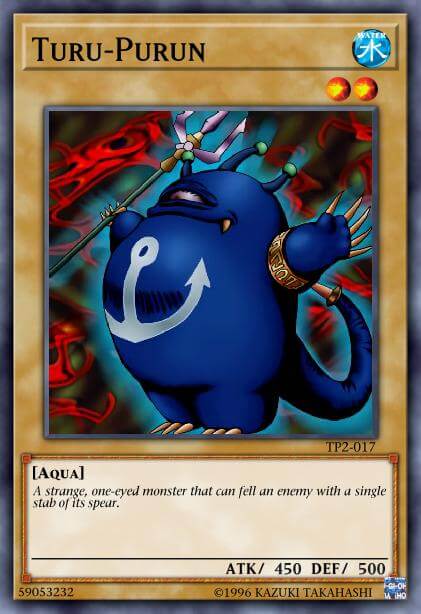 TURU-PURUN
WATER
水
TP2-017
[AQUA]
A strange, one-eyed monster that can fell an enemy with a single
stab of its spear.
ATK/ 450 DEF/ 500
59053232
©1996 KAZUKI TAKAHASHI